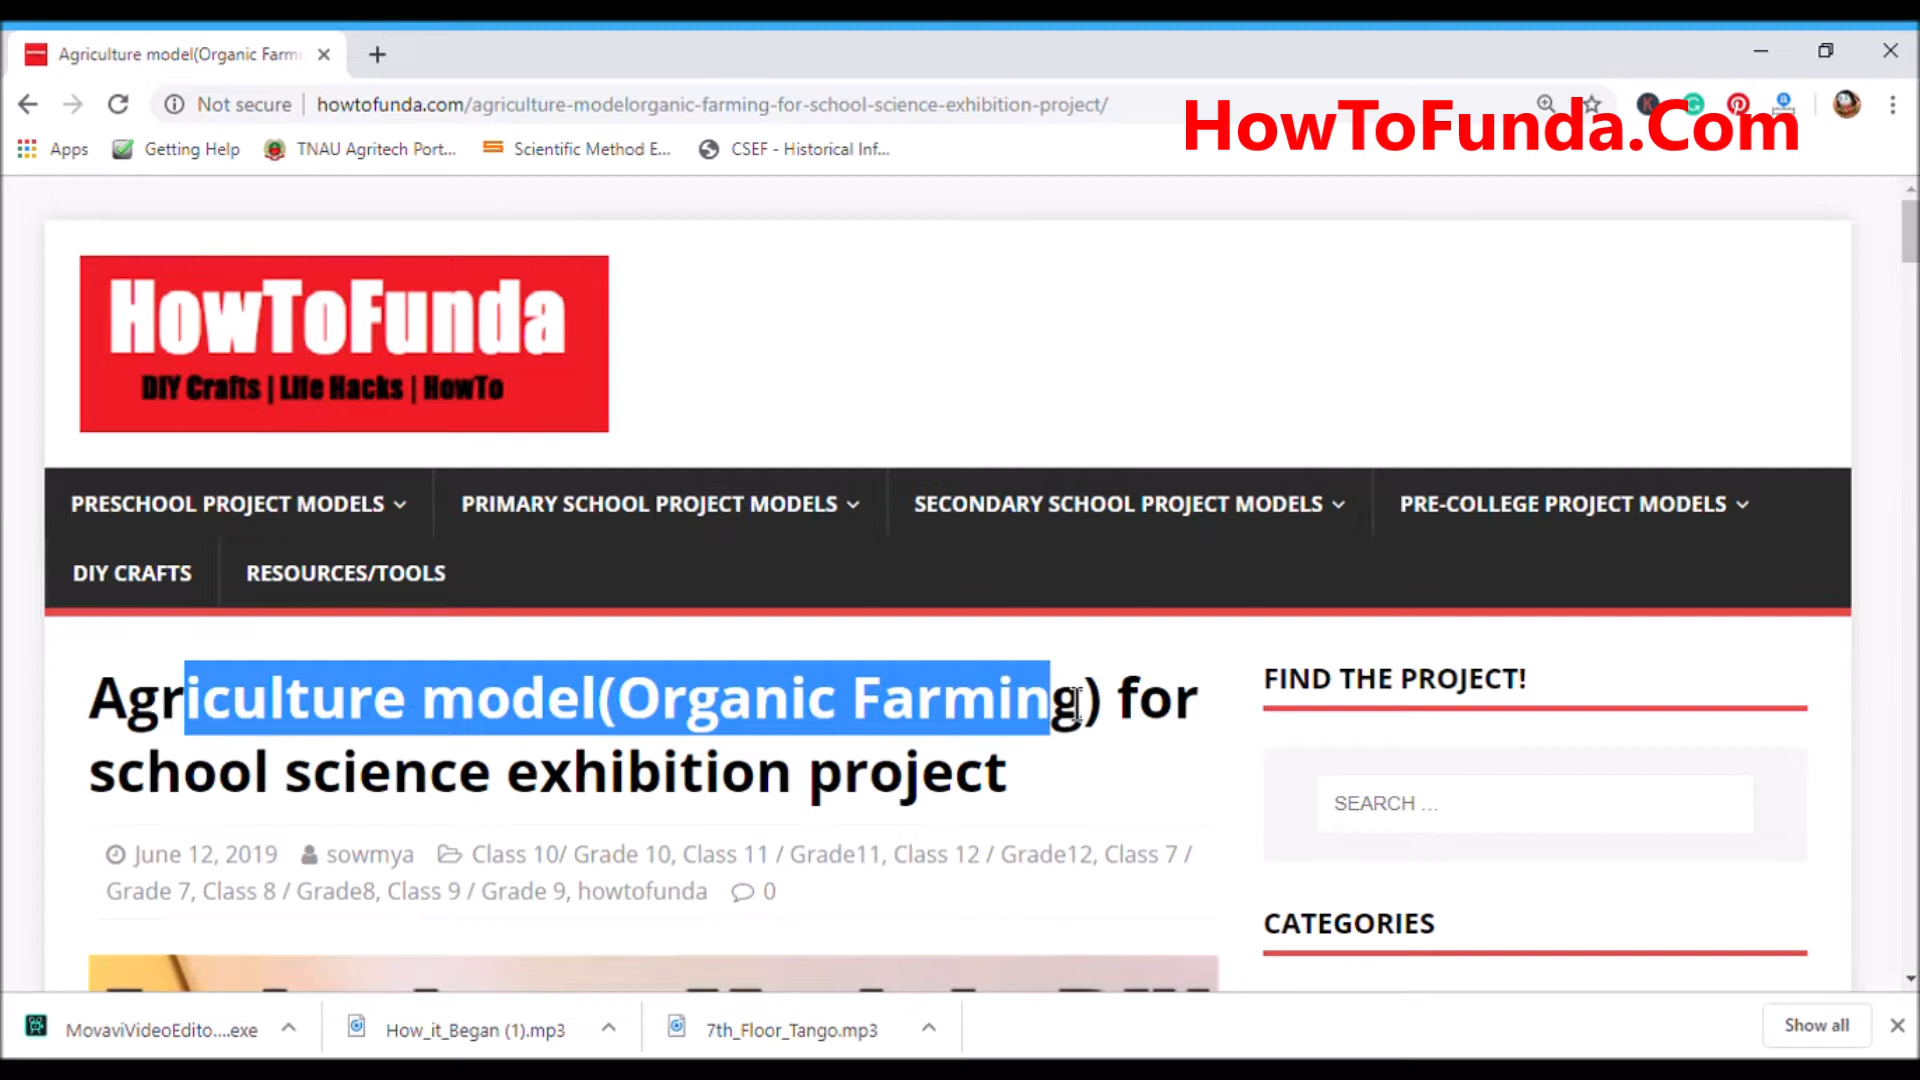 Agriculture model(Organic Farmi
Not secure
howtofunda.com/agriculture-modelorganic-farming-for-school-science-exhibition-project/
HowToFunda.Com
Apps
Getting Help
TNAU Agritech Port...
Scientific Method E...
CSEF - Historical Inf...
HowToFunda
DIY Crafts | Life Hacks | HowTo
PRESCHOOL PROJECT MODELS
PRIMARY SCHOOL PROJECT MODELS
SECONDARY SCHOOL PROJECT MODELS
PRE-COLLEGE PROJECT MODELS
DIY CRAFTS
RESOURCES/TOOLS
Agriculture model(Organic Farming) for
school science exhibition project
June 12, 2019 sowmya Class 10/ Grade 10, Class 11 / Grade11, Class 12 / Grade12, Class 7 /
Grade 7, Class 8 / Grade8, Class 9 / Grade 9, howtofunda 0
FIND THE PROJECT!
SEARCH ...
CATEGORIES
MovaviVideoEdito....exe
How_it_Began (1).mp3
7th_Floor_Tango.mp3
Show all